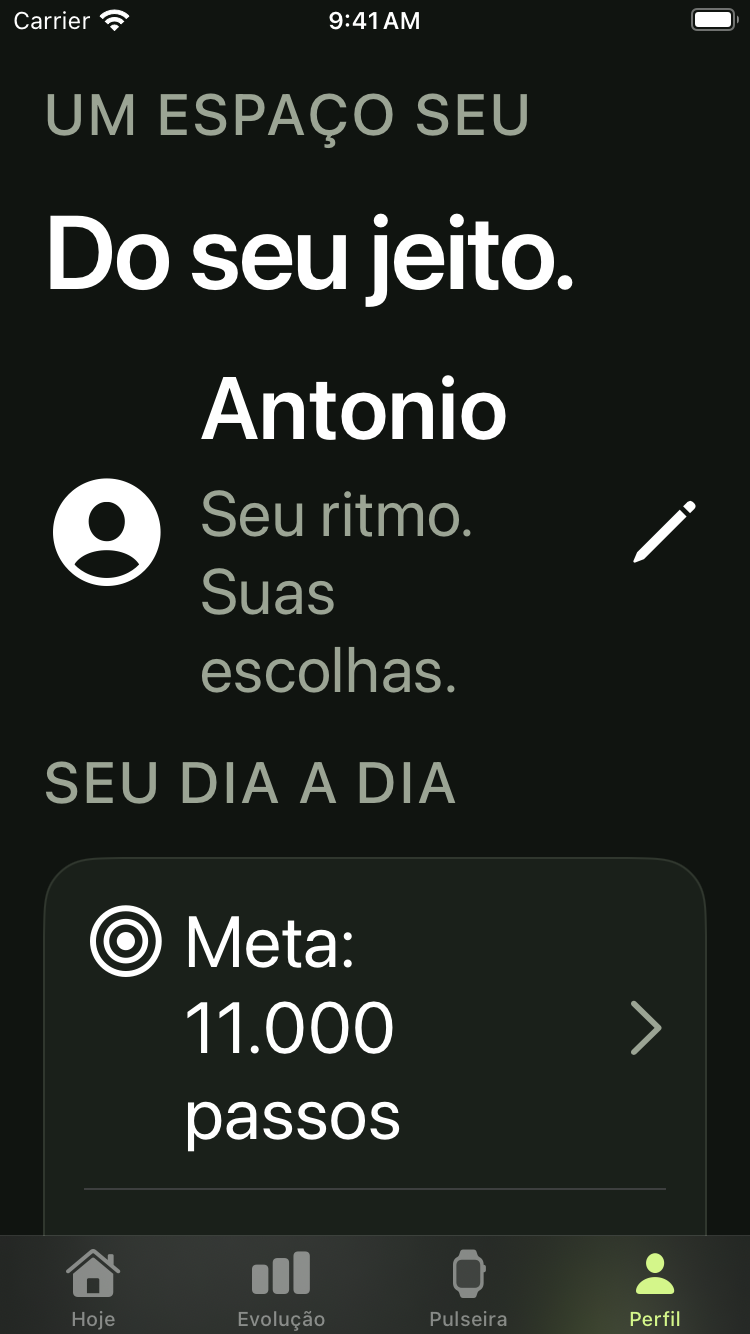 Carrier 9:41 AM
UM ESPAÇO SEU
Do seu jeito.
Antonio
Seu ritmo.
Suas
escolhas.
SEU DIA A DIA
Meta:
11.000
passos
Hoje Evolução Pulseira Perfil